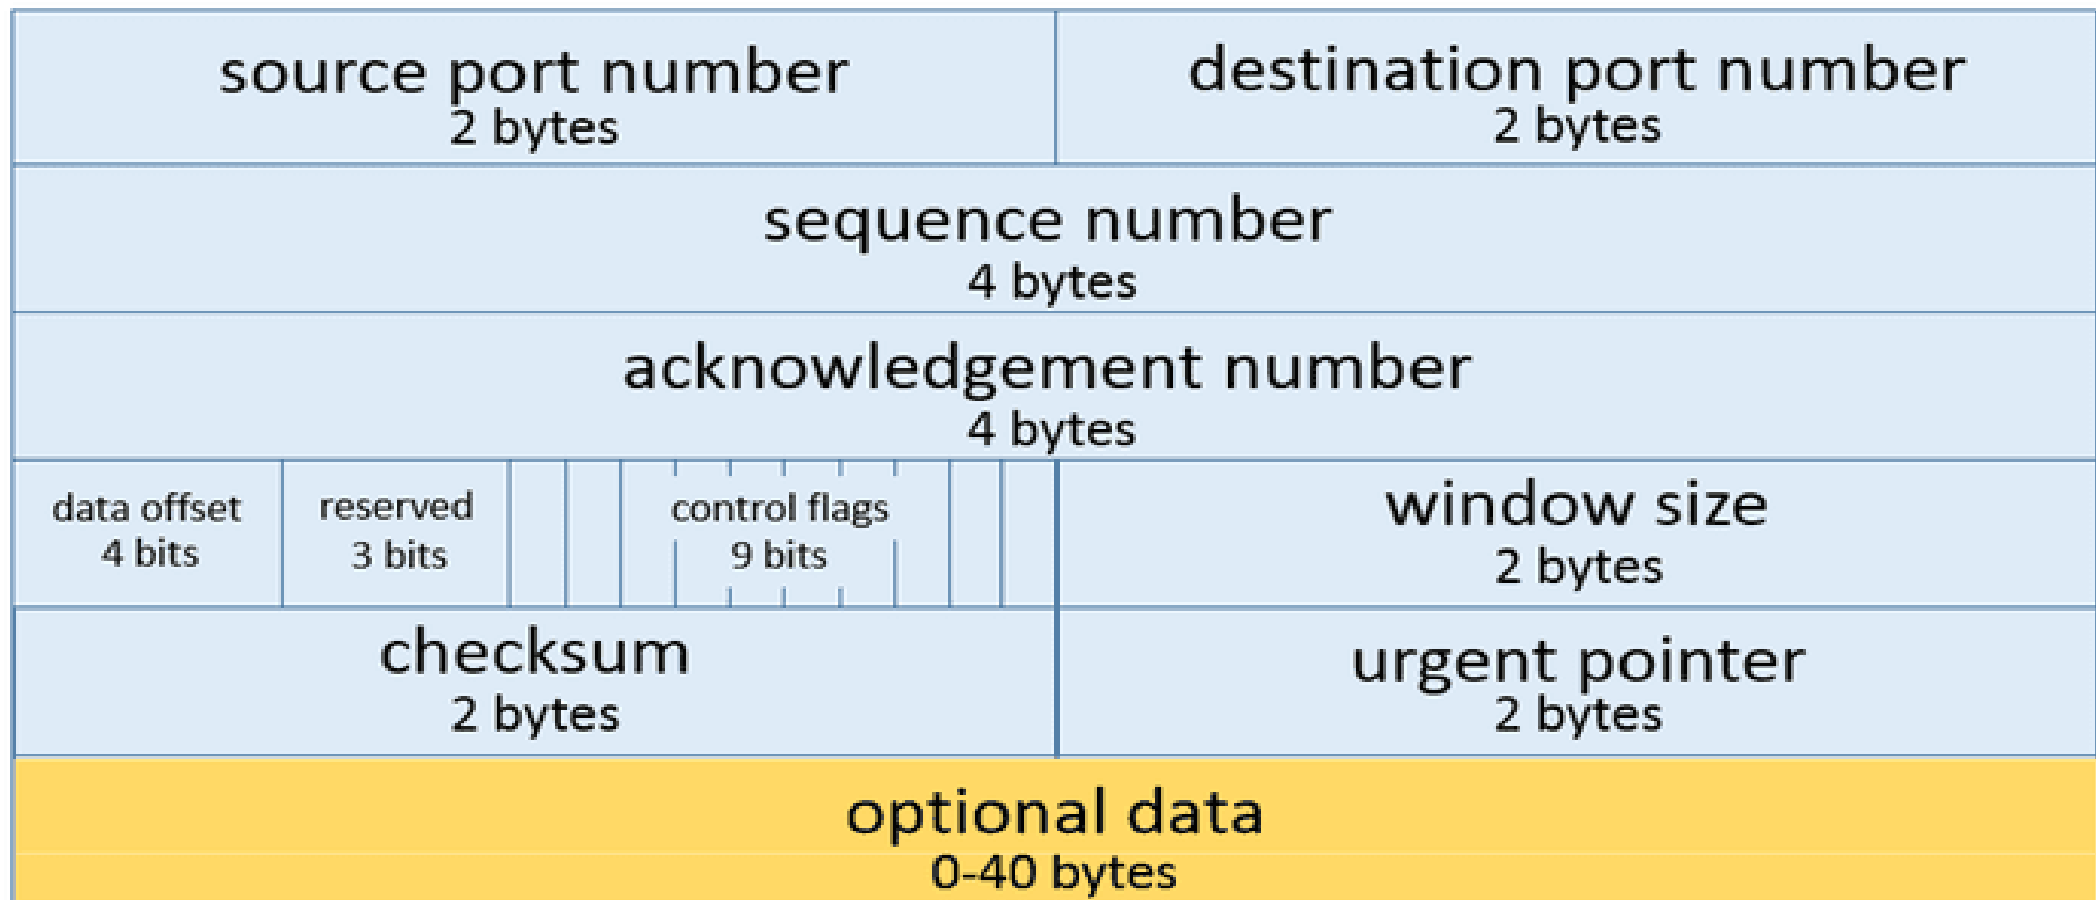 source port number
2 bytes
destination port number
2 bytes
sequence number
4 bytes
acknowledgement number
4 bytes
data offset
4 bits
reserved
3 bits
control flags
9 bits
window size
2 bytes
checksum
2 bytes
urgent pointer
2 bytes
optional data
0-40 bytes